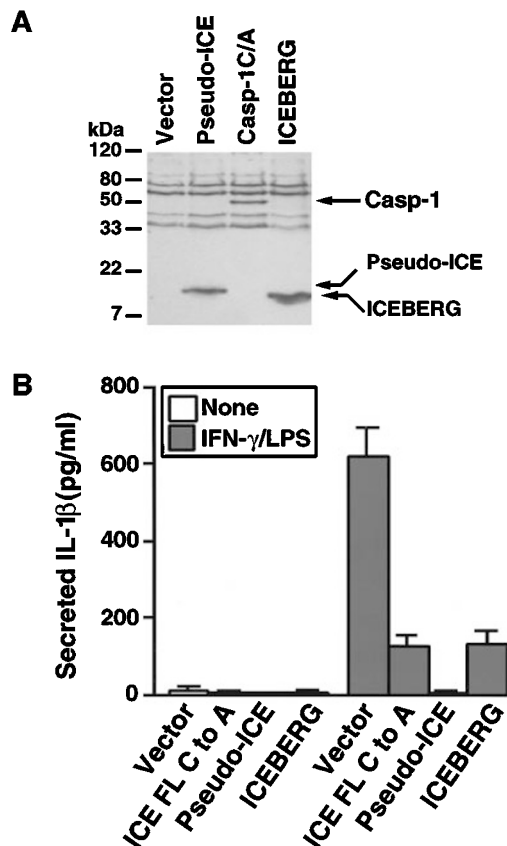 A
Vector
Pseudo-ICE
Casp-1C/A
ICEBERG
kDa
120
80
50
33
22
7
Casp-1
Pseudo-ICE
ICEBERG
B
None
IFN-γ/LPS
Secreted IL-1β(pg/ml)
800
600
400
200
0
Vector
ICE FL C to A
Pseudo-ICE
ICEBERG
Vector
ICE FL C to A
Pseudo-ICE
ICEBERG